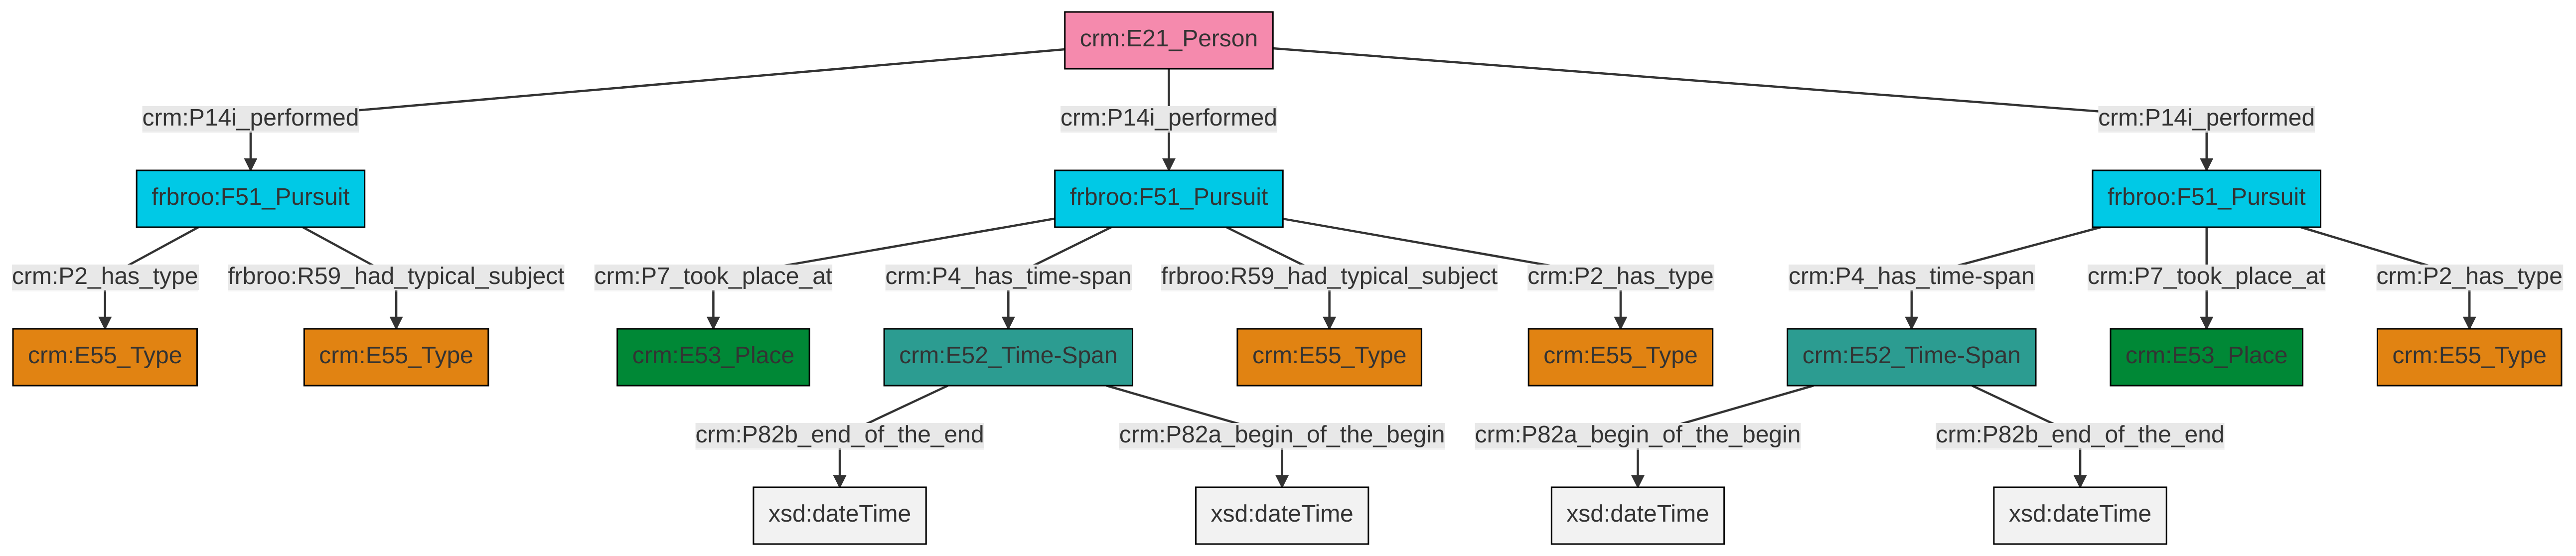 crm:E21_Person
crm:P14i_performed crm:P14i_performed crm:P14i_performed
frbroo:F51_Pursuit frbroo:F51_Pursuit frbroo:F51_Pursuit
crm:P2_has_type frbroo:R59_had_typical_subject crm:P7_took_place_at crm:P4_has_time-span frbroo:R59_had_typical_subject crm:P2_has_type crm:P4_has_time-span crm:P7_took_place_at crm:P2_has_type
crm:E55_Type crm:E55_Type crm:E53_Place crm:E52_Time-Span crm:E55_Type crm:E55_Type crm:E52_Time-Span crm:E53_Place crm:E55_Type
crm:P82b_end_of_the_end crm:P82a_begin_of_the_begin crm:P82a_begin_of_the_begin crm:P82b_end_of_the_end
xsd:dateTime xsd:dateTime xsd:dateTime xsd:dateTime